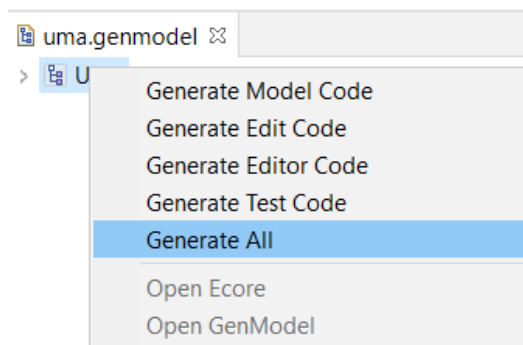 uma.genmodel
U
Generate Model Code
Generate Edit Code
Generate Editor Code
Generate Test Code
Generate All
Open Ecore
Open GenModel